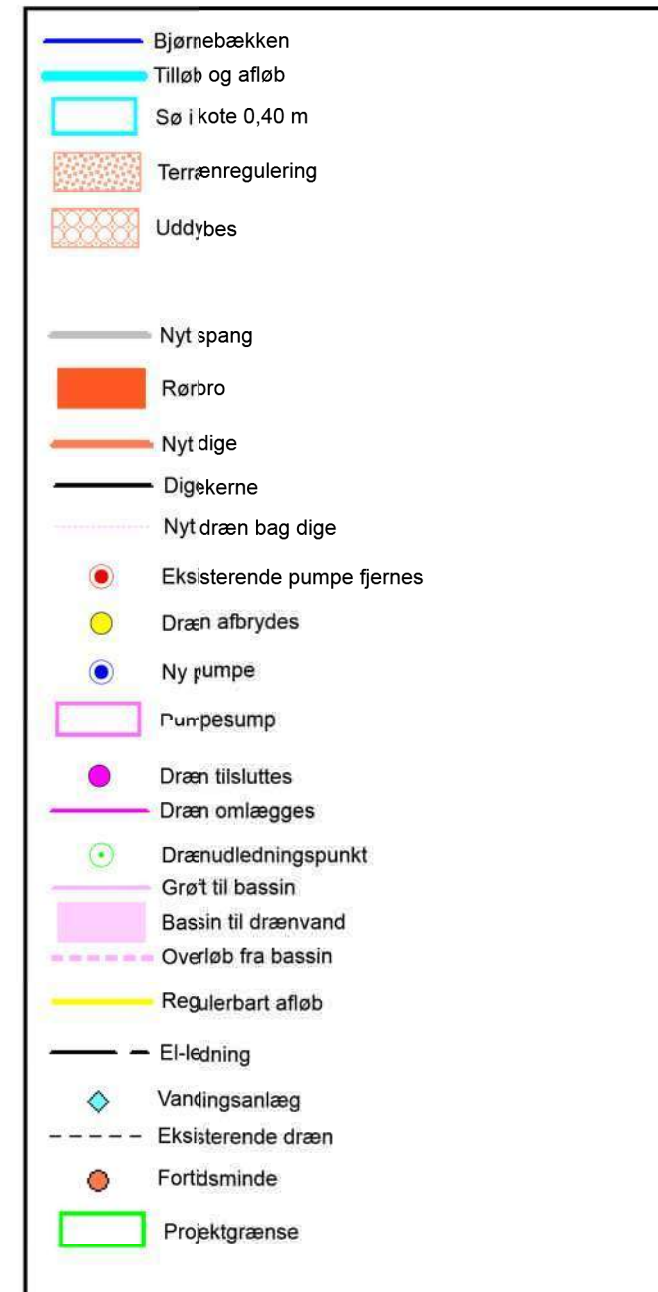 Bjørnebækken
Tilløb og afløb
Sø i kote 0,40 m
Terrænregulering
Uddybes
Nyt spang
Rørbro
Nyt dige
Digekerne
Nyt dræn bag dige
Eksisterende pumpe fjernes
Dræn afbrydes
Ny pumpe
Pumpesump
Dræn tilsluttes
Dræn omlægges
Drænudledningspunkt
Grøft til bassin
Bassin til drænvand
Overløb fra bassin
Regulerbart afløb
El-ledning
Vandingsanlæg
Eksisterende dræn
Fortidsminde
Projektgrænse